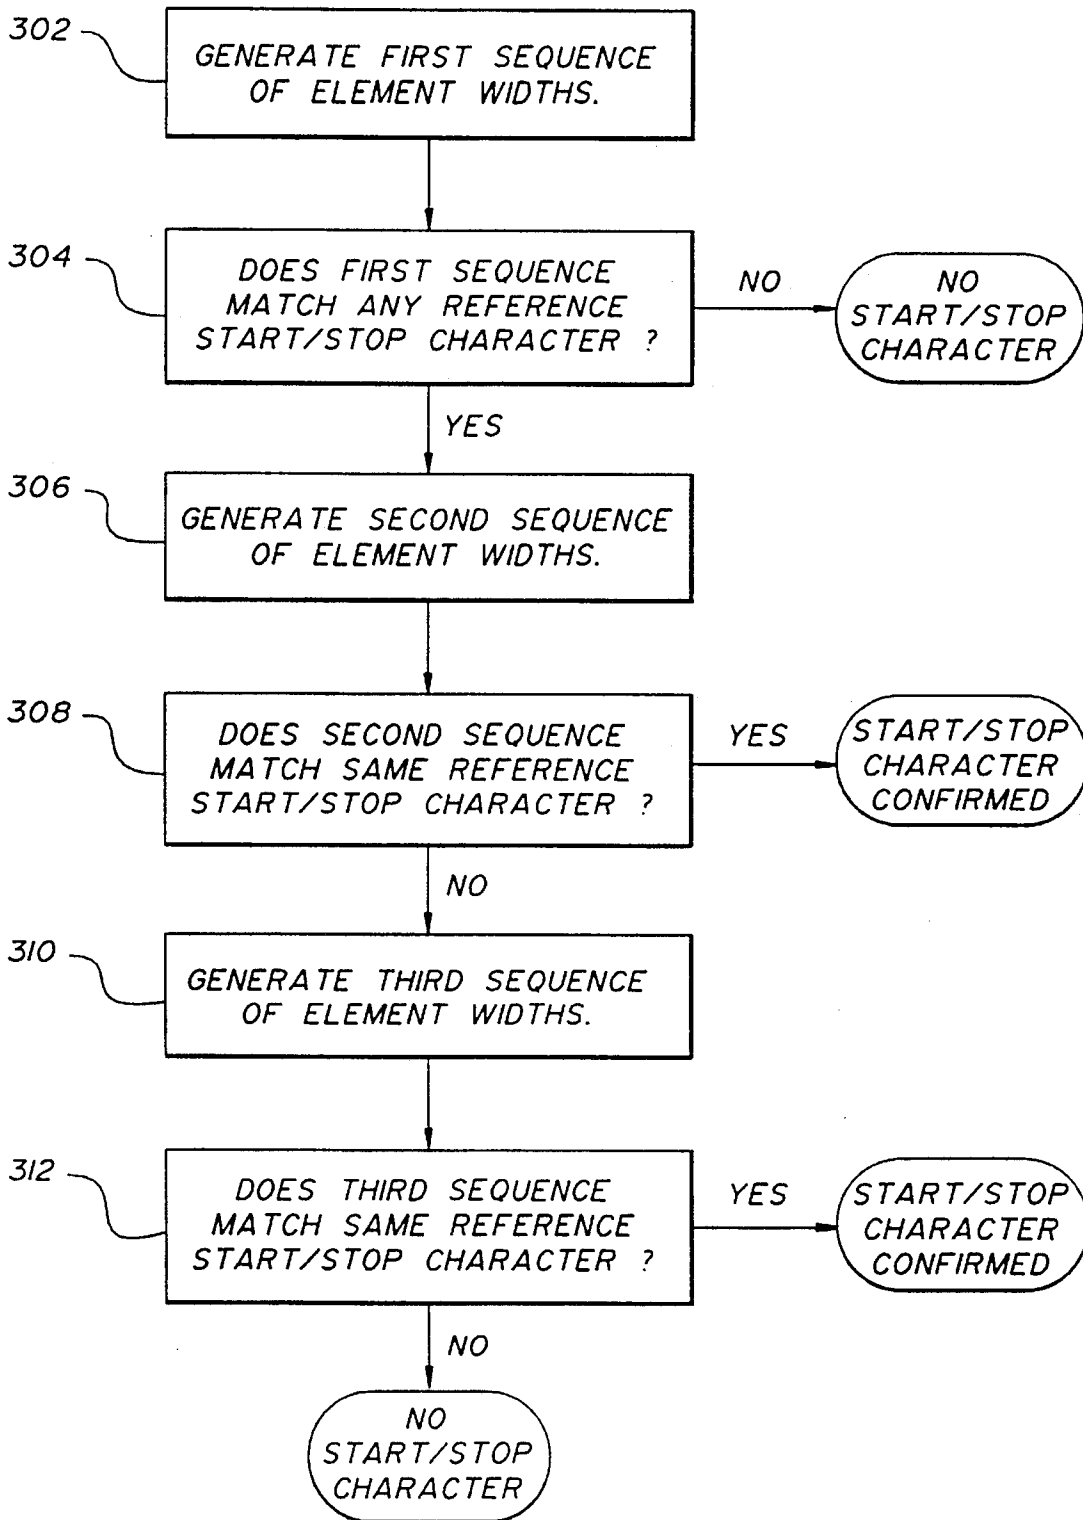 302
GENERATE FIRST SEQUENCE
OF ELEMENT WIDTHS.
304
DOES FIRST SEQUENCE
MATCH ANY REFERENCE
START/STOP CHARACTER ?
NO
NO
START/STOP
CHARACTER
YES
306
GENERATE SECOND SEQUENCE
OF ELEMENT WIDTHS.
308
DOES SECOND SEQUENCE
MATCH SAME REFERENCE
START/STOP CHARACTER ?
YES
START/STOP
CHARACTER
CONFIRMED
NO
310
GENERATE THIRD SEQUENCE
OF ELEMENT WIDTHS.
312
DOES THIRD SEQUENCE
MATCH SAME REFERENCE
START/STOP CHARACTER ?
YES
START/STOP
CHARACTER
CONFIRMED
NO
NO
START/STOP
CHARACTER